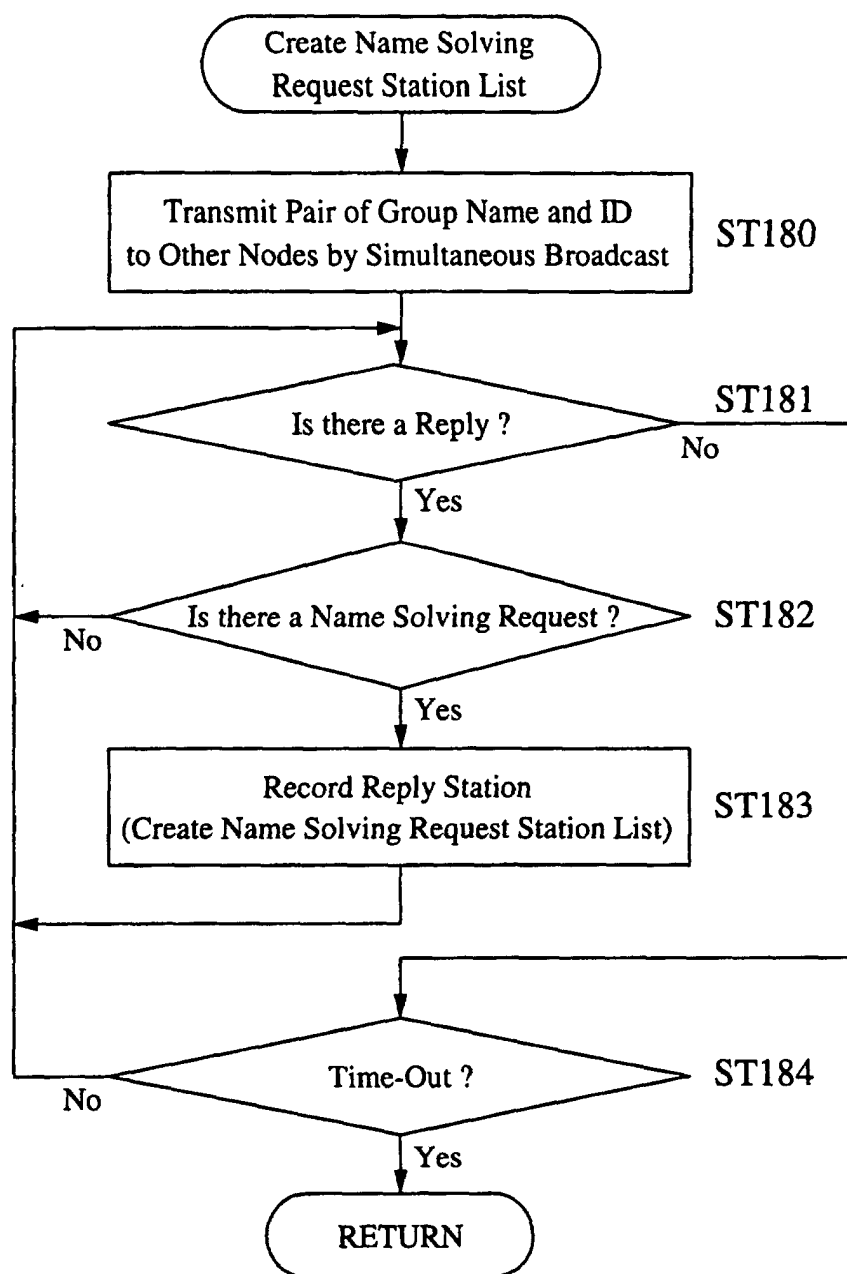 Create Name Solving
Request Station List
Transmit Pair of Group Name and ID
to Other Nodes by Simultaneous Broadcast
ST180
Is there a Reply ?
ST181
No
Yes
Is there a Name Solving Request ?
ST182
No
Yes
Record Reply Station
(Create Name Solving Request Station List)
ST183
Time-Out ?
ST184
No
Yes
RETURN